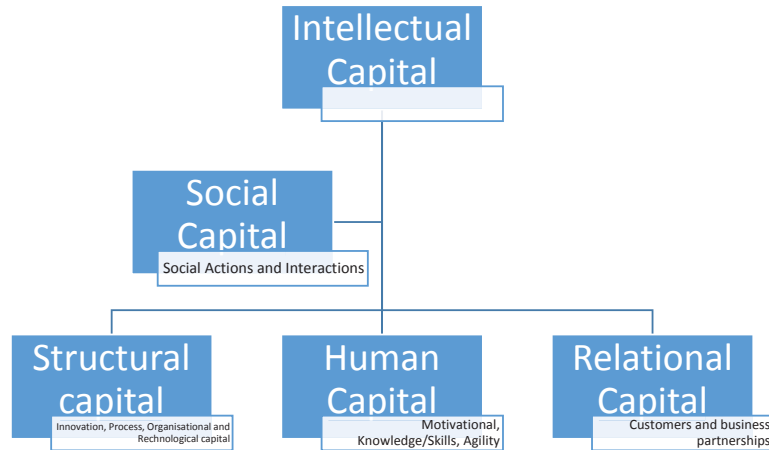 Intellectual
Capital
Social
Capital
Social Actions and Interactions
Structural
capital
Innovation, Process, Organisational and
Rechnological capital
Human
Capital
Motivational,
Knowledge/Skills, Agility
Relational
Capital
Customers and business
partnerships